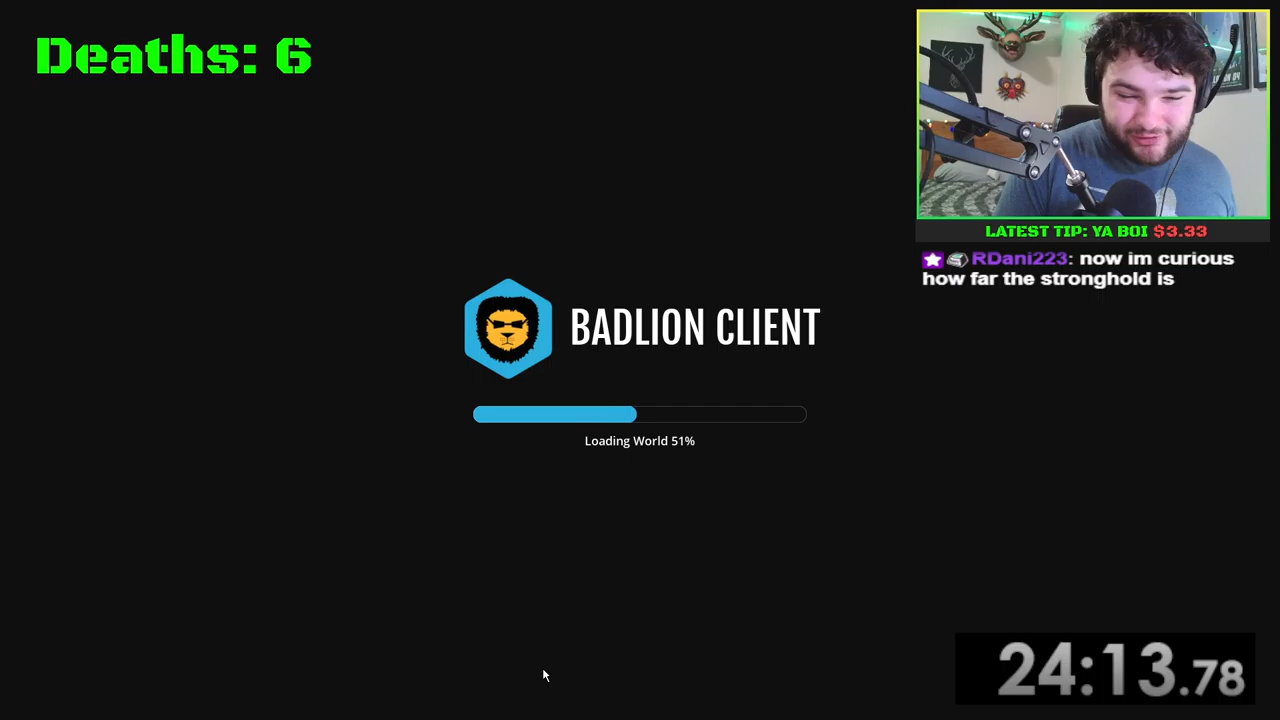 Deaths: 6
LATEST TIP: YA BOI $3.33
RDani223: now im curious
how far the stronghold is
BADLION CLIENT
Loading World 51%
24:13.78